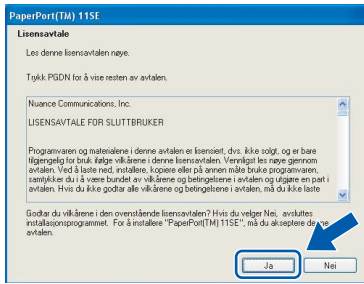 PaperPort(TM) 11SE
Lisensavtale
Les denne lisensavtalen nøye.
Trykk PGDN for å vise resten av avtalen.
Nuance Communications, Inc.
LISENSAVTALE FOR SLUTTBRUKER
Programvaren og materialene i denne avtalen er lisensiert, dvs. ikke solgt, og er bare
tilgjengelig for bruk ifølge vilkårene i denne lisensavtalen. Vennligst les nøye gjennom
avtalen. Ved å laste ned, installere, kopiere eller på annen måte bruke programvaren,
samtykker du i å være bundet av vilkårene og betingelsene i avtalen og utgjøre en part i
avtalen. Hvis du ikke godtar alle vilkårene og betingelsene i avtalen, må du ikke laste
Godtar du vilkårene i den ovenstående lisensavtalen? Hvis du velger Nei, avsluttes
installasjonsprogrammet. For å installere "PaperPort(TM) 11SE", må du akseptere denne
avtalen.
Ja
Nei